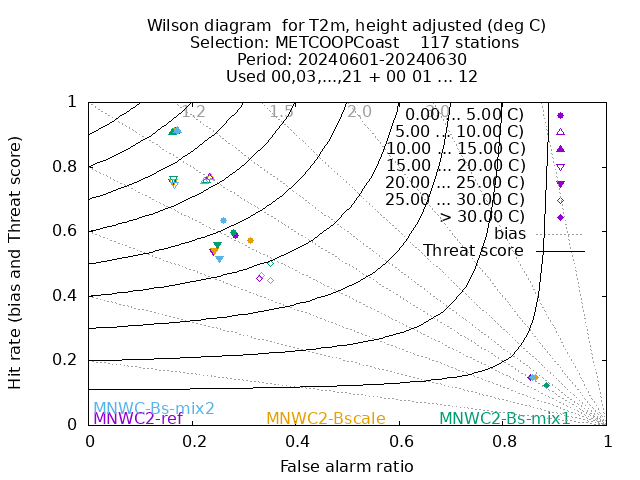 Wilson diagram  for T2m, height adjusted (deg C)
Selection: METCOOPCoast    117 stations
Period: 20240601-20240630
Used 00,03,...,21 + 00 01 ... 12
1
0.8
0.6
0.4
0.2
0
0 0.2 0.4 0.6 0.8 1
Hit rate (bias and Threat score)
False alarm ratio
1.2 1.5 2.0 3.0
0.00 ... 5.00 C)
5.00 ... 10.00 C)
10.00 ... 15.00 C)
15.00 ... 20.00 C)
20.00 ... 25.00 C)
25.00 ... 30.00 C)
> 30.00 C)
bias
Threat score
MNWC-Bs-mix2
MNWC2-ref MNWC2-Bscale MNWC2-Bs-mix1